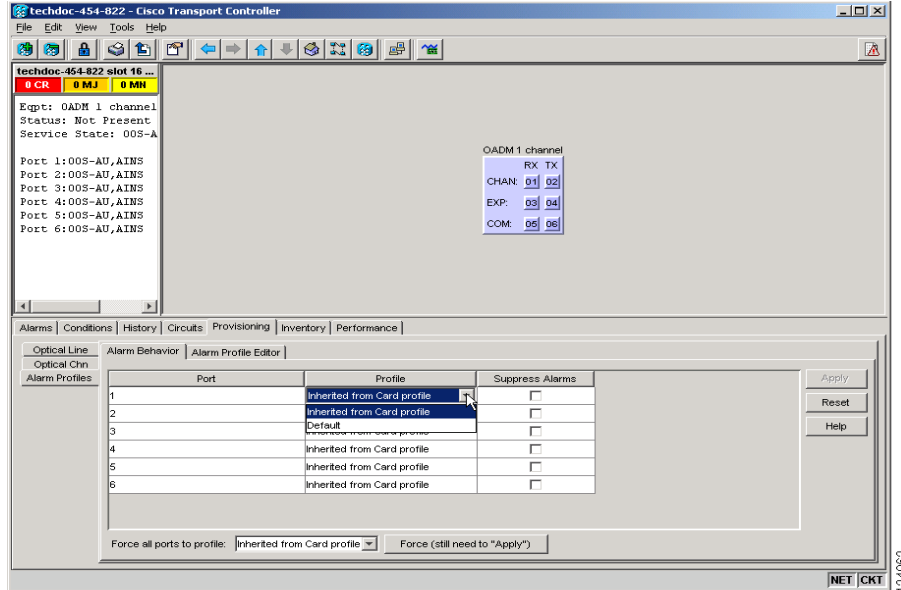 techdoc-454-822 - Cisco Transport Controller
File Edit View Tools Help
techdoc-454-822 slot 16 ...
0 CR 0 MJ 0 MN
Eqpt: OADM 1 channel
Status: Not Present
Service State: OOS-A
Port 1:OOS-AU,AINS
Port 2:OOS-AU,AINS
Port 3:OOS-AU,AINS
Port 4:OOS-AU,AINS
Port 5:OOS-AU,AINS
Port 6:OOS-AU,AINS
OADM 1 channel
RX TX
CHAN: 01 02
EXP: 03 04
COM: 05 06
Alarms Conditions History Circuits Provisioning Inventory Performance
Optical Line
Optical Chn
Alarm Profiles
Alarm Behavior Alarm Profile Editor
Port Profile Suppress Alarms
1 Inherited from Card profile
2 Inherited from Card profile
Default
3
4 Inherited from Card profile
5 Inherited from Card profile
6 Inherited from Card profile
Apply
Reset
Help
Force all ports to profile: Inherited from Card profile Force (still need to "Apply")
NET CKT